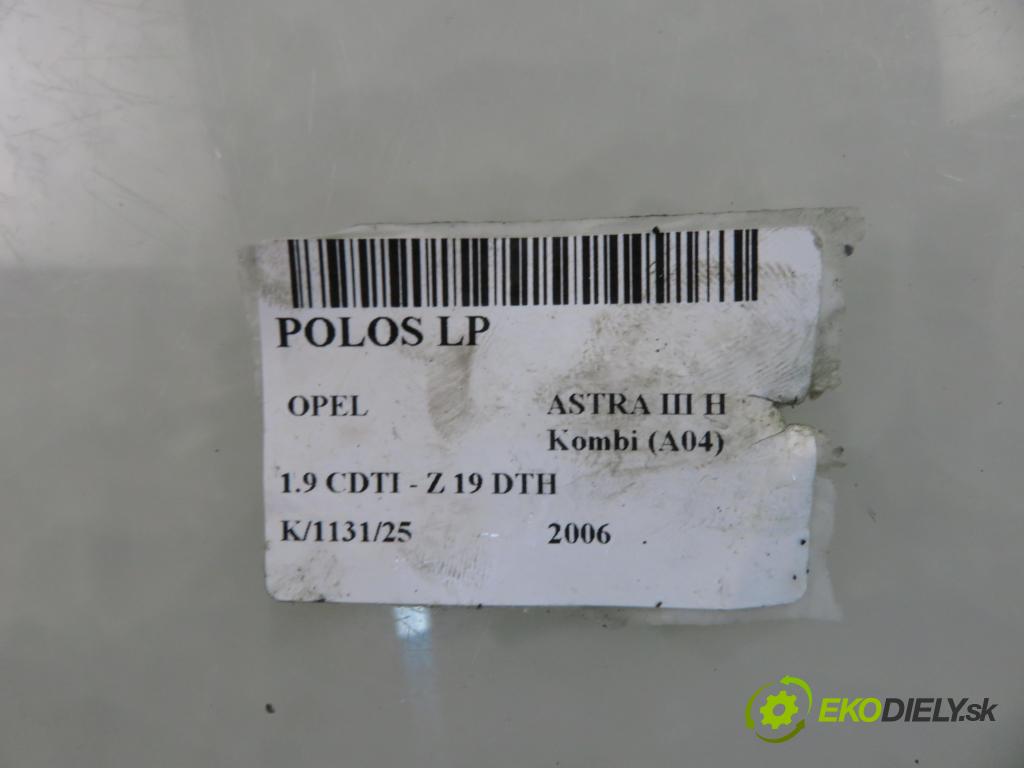 POLOS LP
OPEL ASTRA III H
Kombi (A04)
1.9 CDTI - Z 19 DTH
K/1131/25 2006
EKODIELY.sk